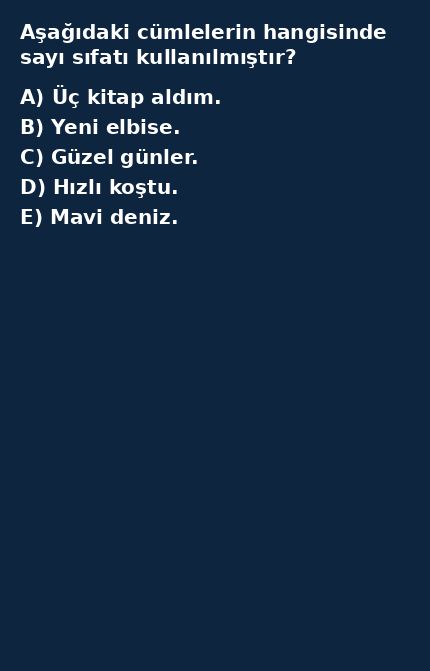 Aşağıdaki cümlelerin hangisinde
sayı sıfatı kullanılmıştır?
A) Üç kitap aldım.
B) Yeni elbise.
C) Güzel günler.
D) Hızlı koştu.
E) Mavi deniz.